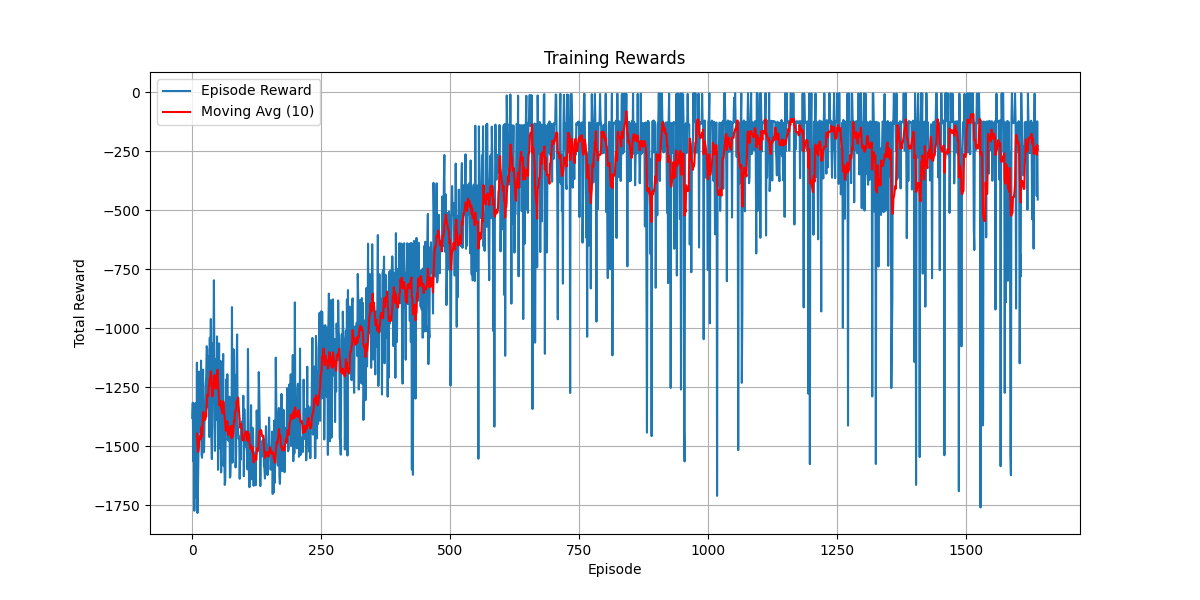 Training Rewards
Episode Reward
Moving Avg (10)
Total Reward
0
−250
−500
−750
−1000
−1250
−1500
−1750
0 250 500 750 1000 1250 1500
Episode